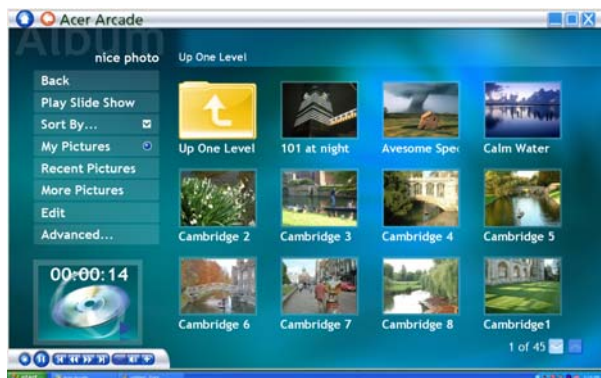 Acer Arcade
Album
nice photo
Up One Level
Back
Play Slide Show
Sort By...
My Pictures
Recent Pictures
More Pictures
Edit
Advanced...
00:00:14
Up One Level
101 at night
Avesome Spec
Calm Water
Cambridge 2
Cambridge 3
Cambridge 4
Cambridge 5
Cambridge 6
Cambridge 7
Cambridge 8
Cambridge1
1 of 45